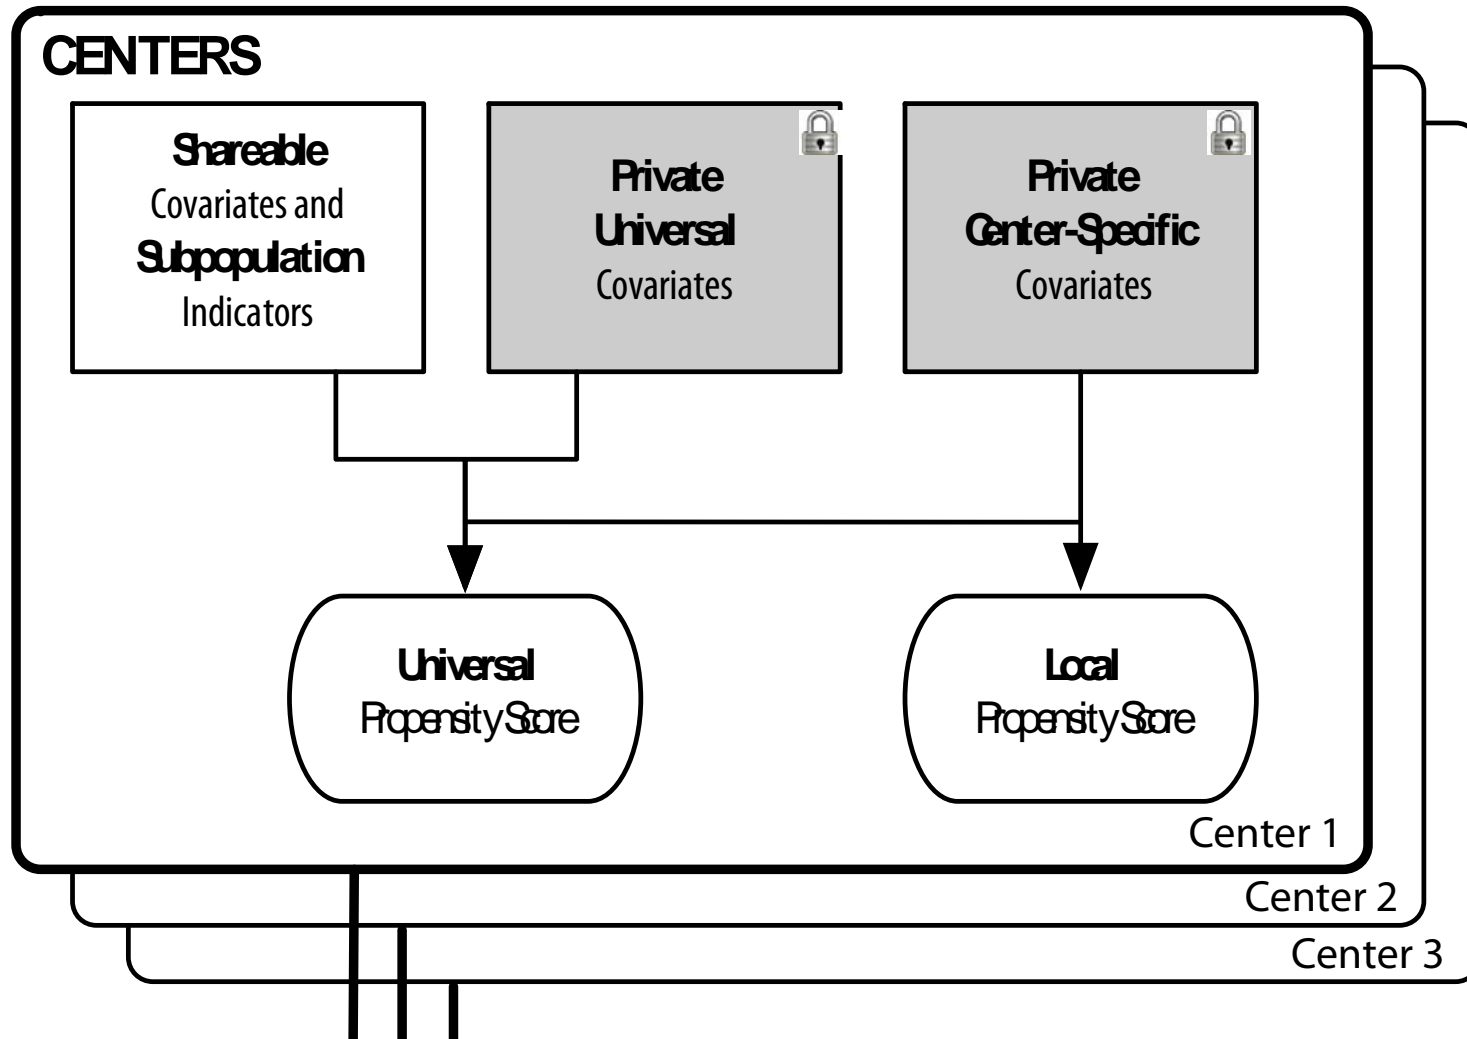 CENTERS
Shareable
Covariates and
Subpopulation
Indicators
Private
Universal
Covariates
Private
Center-Specific
Covariates
Universal
Propensity Score
Local
Propensity Score
Center 1
Center 2
Center 3